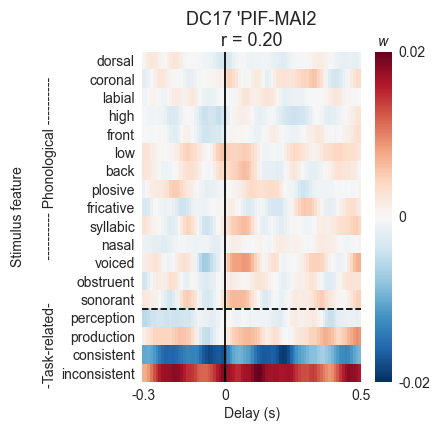 DC17 'PIF-MAI2
r = 0.20
w
dorsal
coronal
labial
high
front
low
back
plosive
fricative
syllabic
nasal
voiced
obstruent
sonorant
perception
production
consistent
inconsistent
Stimulus feature
----------- Phonological -----------
-Task-related-
-0.3
0
0.5
Delay (s)
0.02
0
-0.02